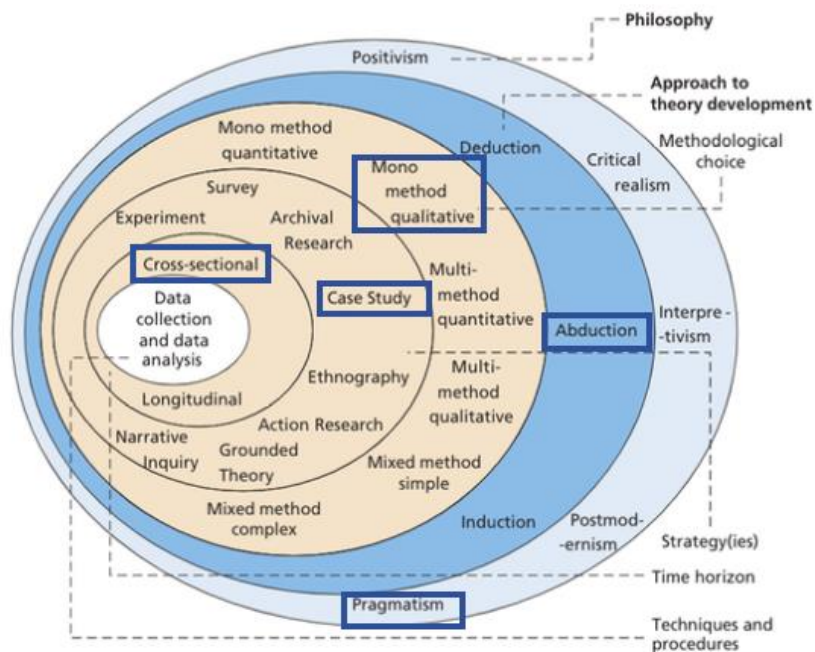 Philosophy
Positivism
Approach to
theory development
Mono method
quantitative
Deduction
Methodological
choice
Critical
realism
Mono
method
qualitative
Survey
Experiment
Archival
Research
Cross-sectional
Multi-
method
quantitative
Case Study
Data
collection
and data
analysis
Abduction
Interpre-
-tivism
Ethnography
Multi-
method
qualitative
Longitudinal
Action Research
Narrative
Inquiry
Grounded
Theory
Mixed method
simple
Mixed method
complex
Induction
Postmod-
-ernism
Strategy(ies)
Time horizon
Pragmatism
Techniques and
procedures